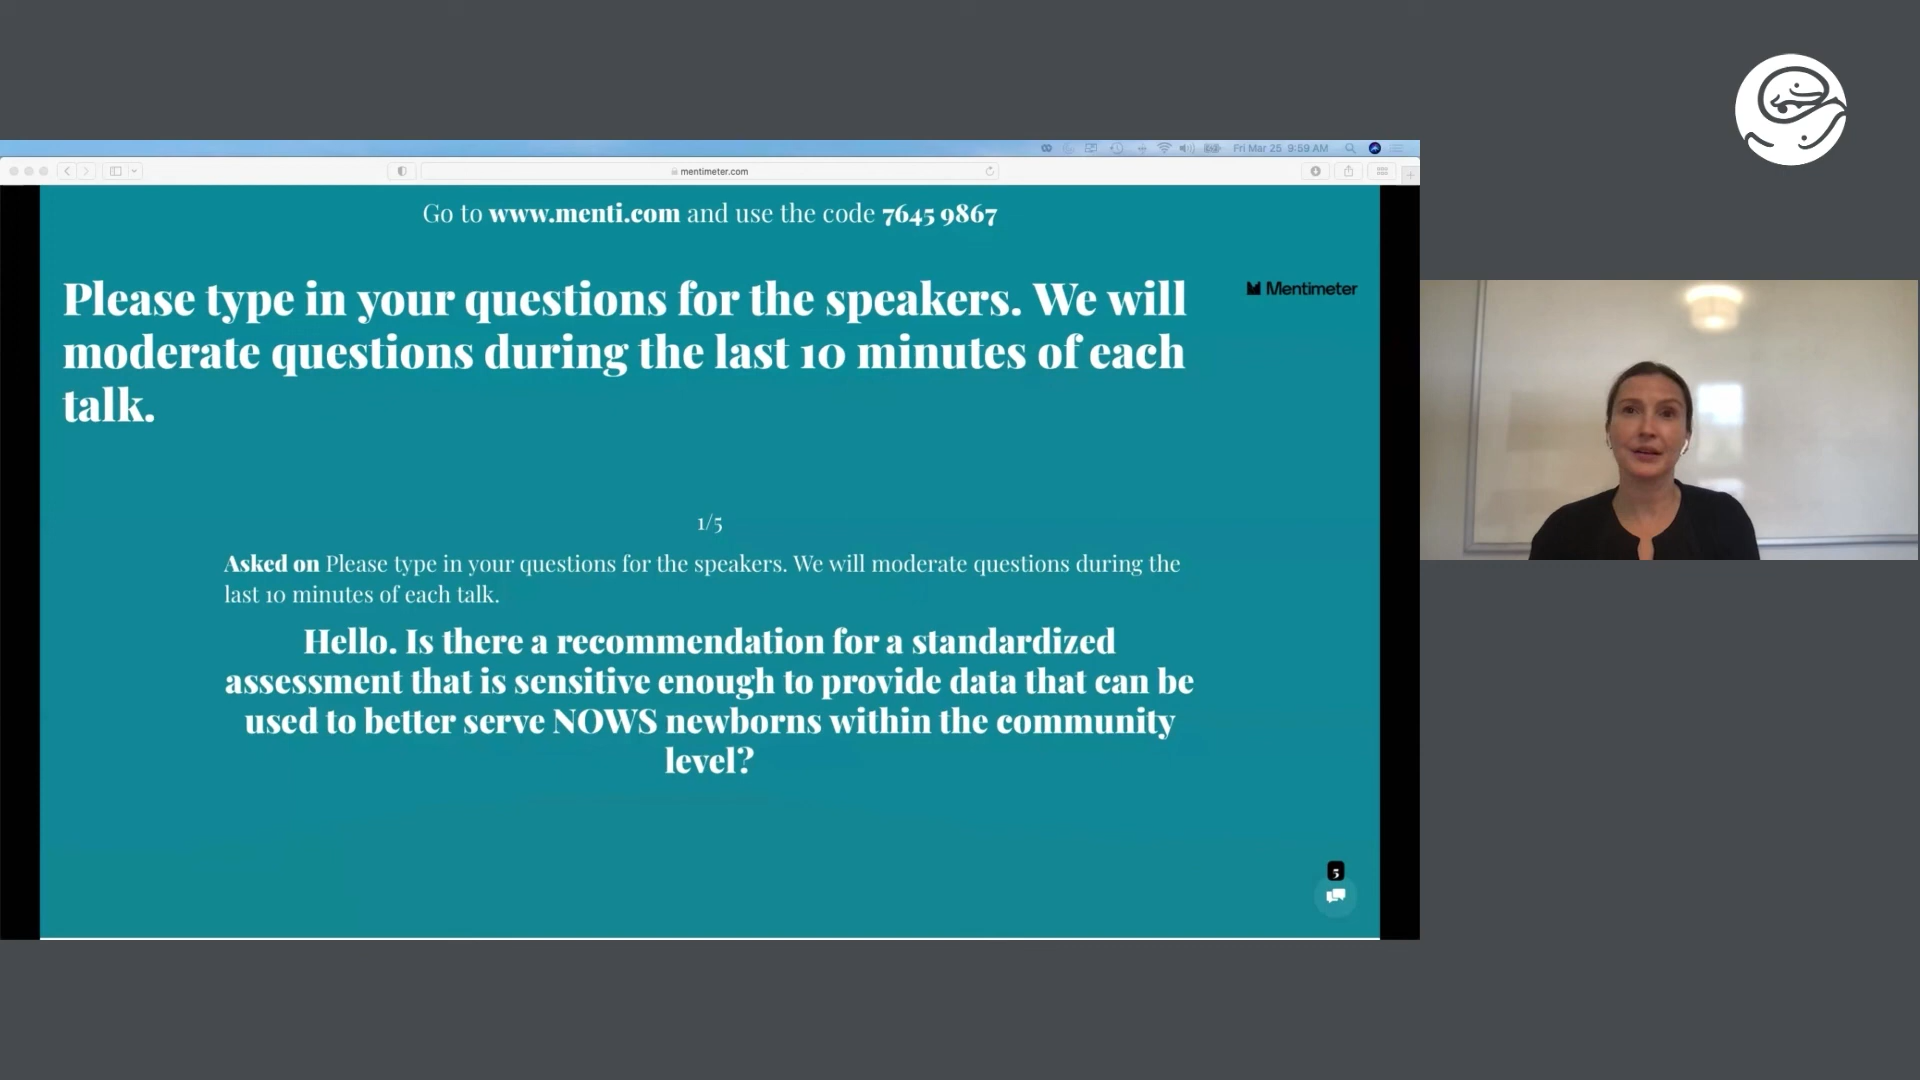 Fri Mar 25 9:59 AM
mentimeter.com
Go to www.menti.com and use the code 7645 9867
Please type in your questions for the speakers. We will
moderate questions during the last 10 minutes of each
talk.
Mentimeter
1/5
Asked on Please type in your questions for the speakers. We will moderate questions during the
last 10 minutes of each talk.
Hello. Is there a recommendation for a standardized
assessment that is sensitive enough to provide data that can be
used to better serve NOWS newborns within the community
level?
5